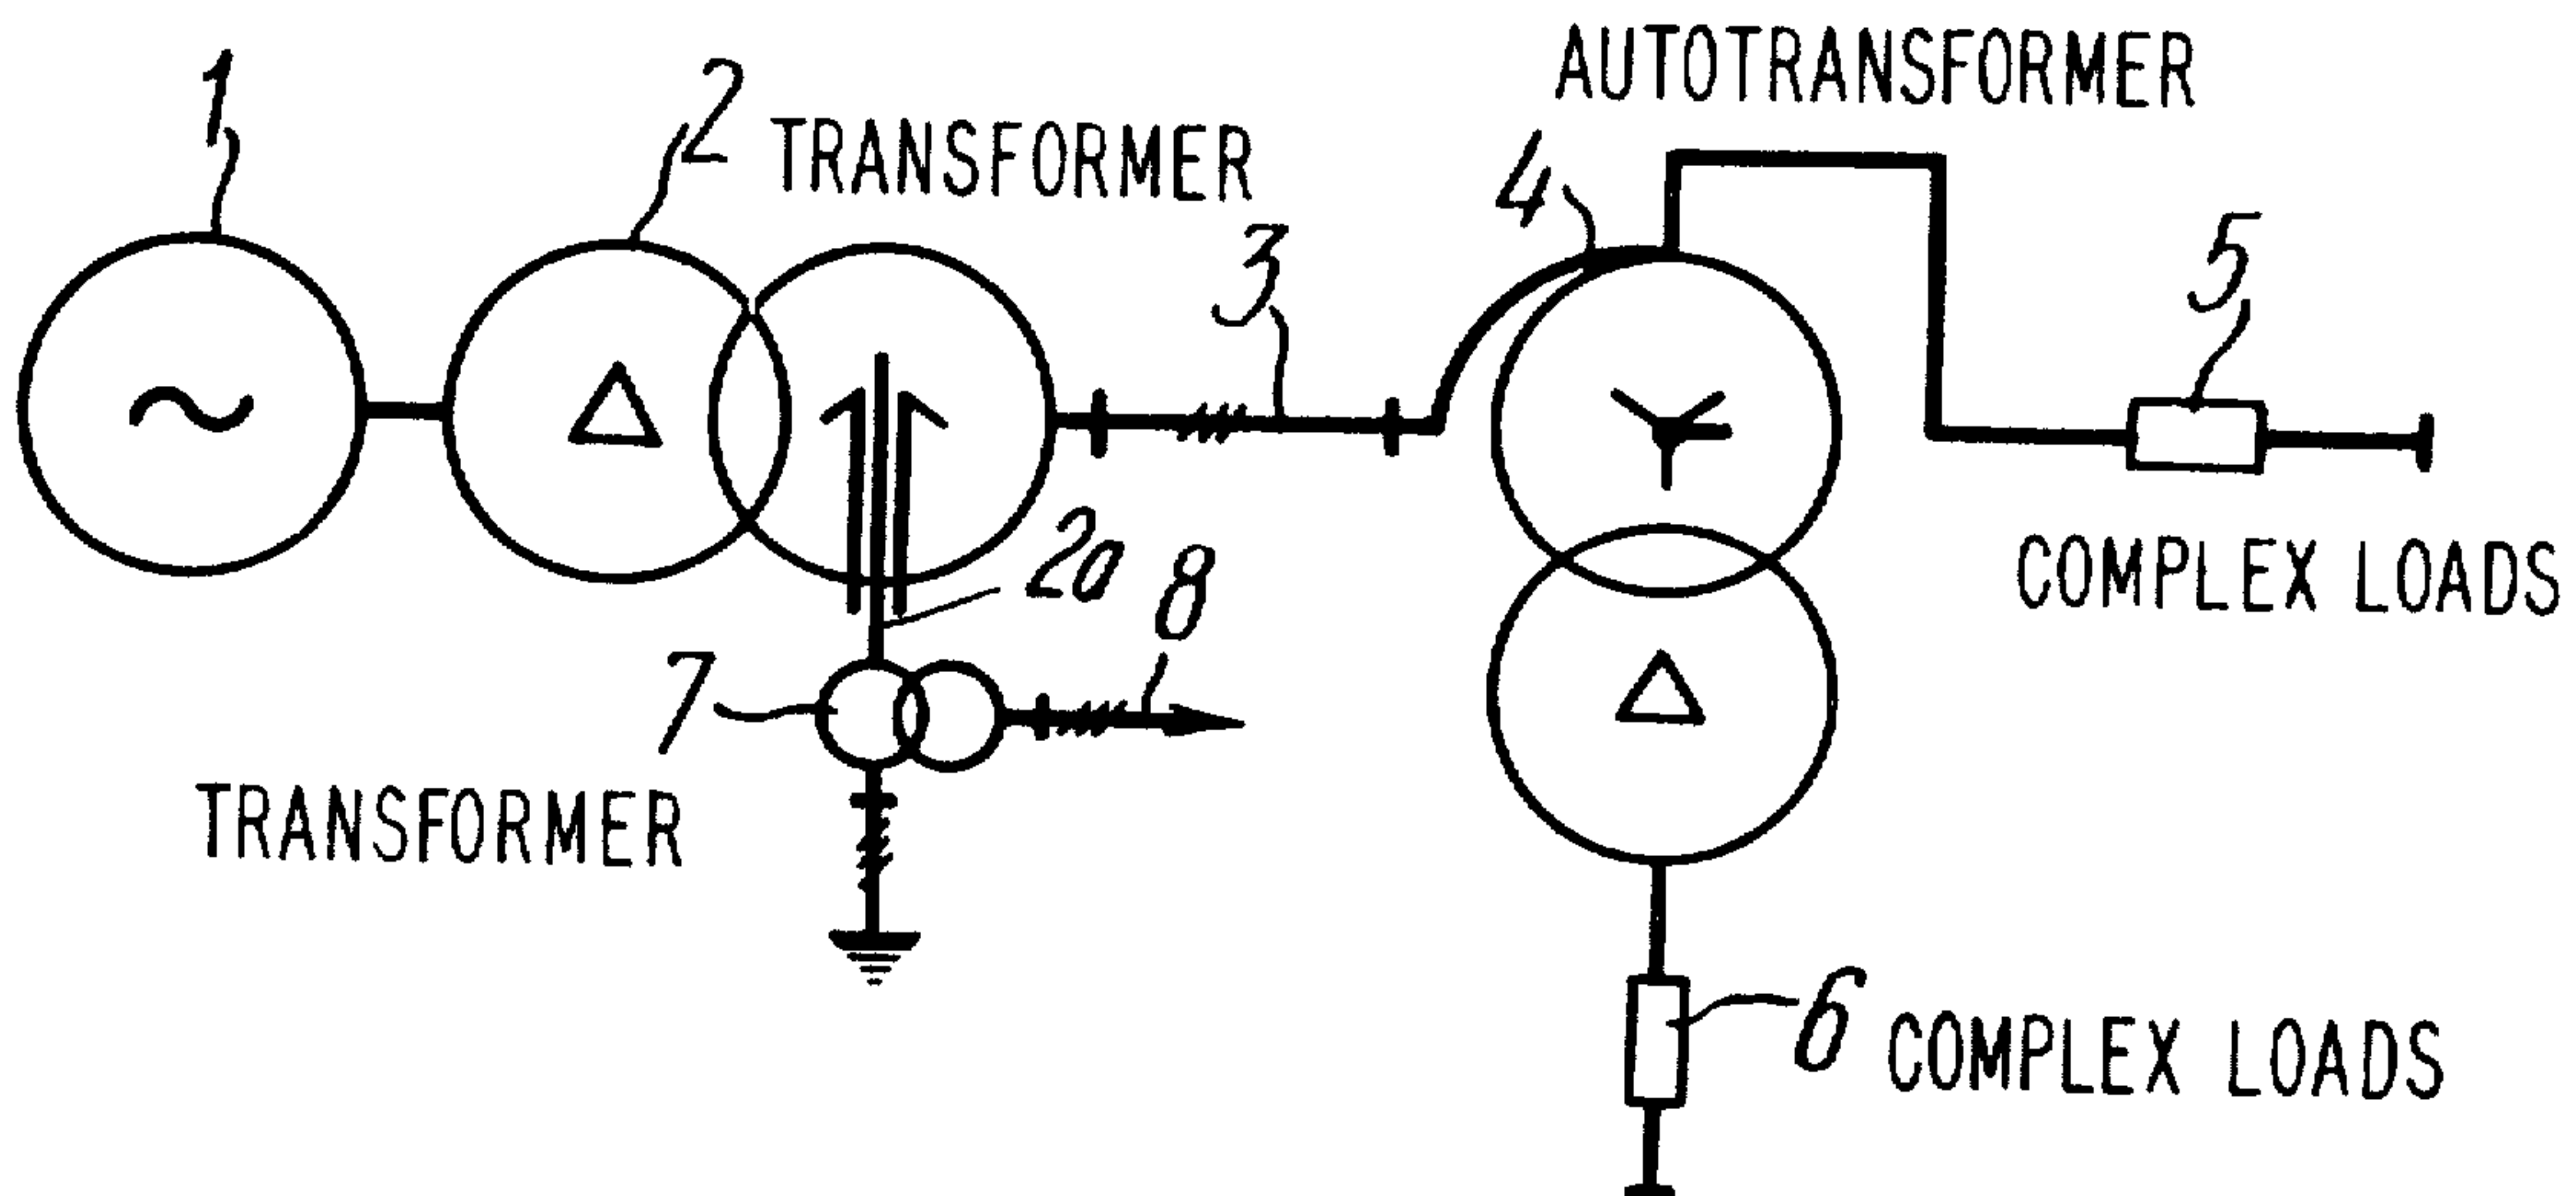 1
2
TRANSFORMER
3
AUTOTRANSFORMER
4
5
COMPLEX LOADS
2a
8
7
TRANSFORMER
6
COMPLEX LOADS